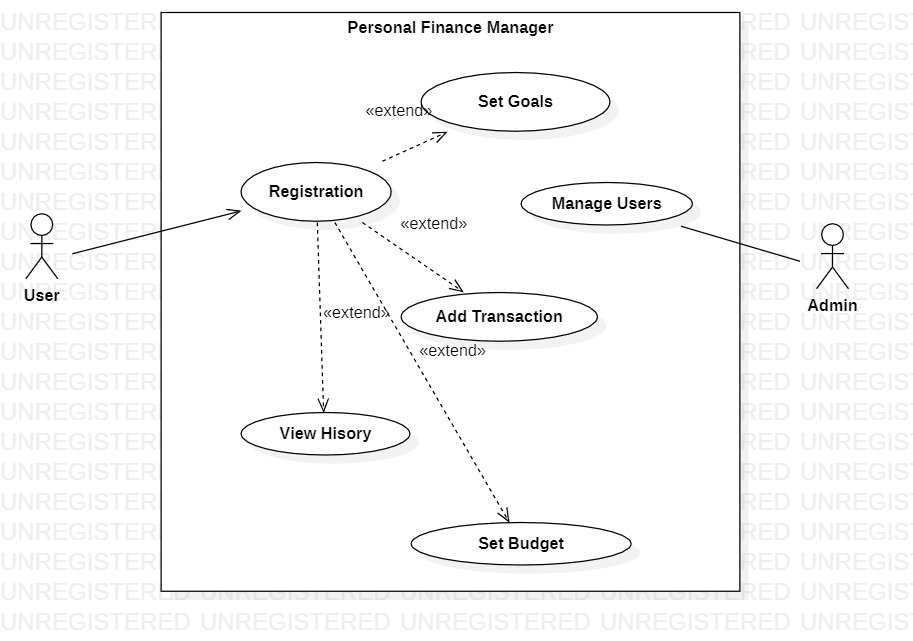 Personal Finance Manager
«extend»
Set Goals
Registration
Manage Users
«extend»
User
Admin
«extend»
Add Transaction
«extend»
View Hisory
Set Budget
UNREGISTERED UNREGISTERED UNREGISTERED UNREGISTERED UNREGIS